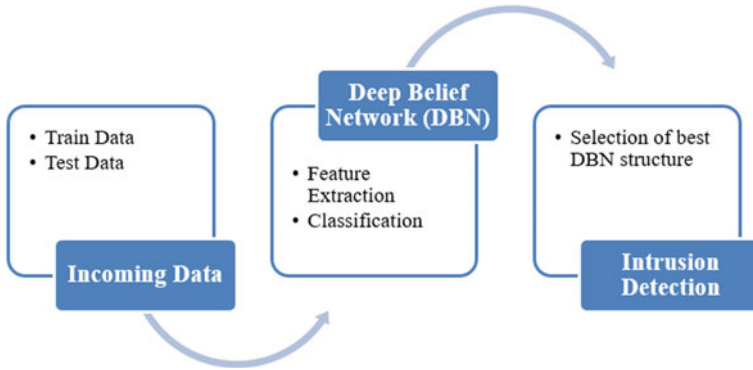 • Train Data
• Test Data
Incoming Data
Deep Belief
Network (DBN)
• Feature
Extraction
• Classification
• Selection of best
DBN structure
Intrusion
Detection